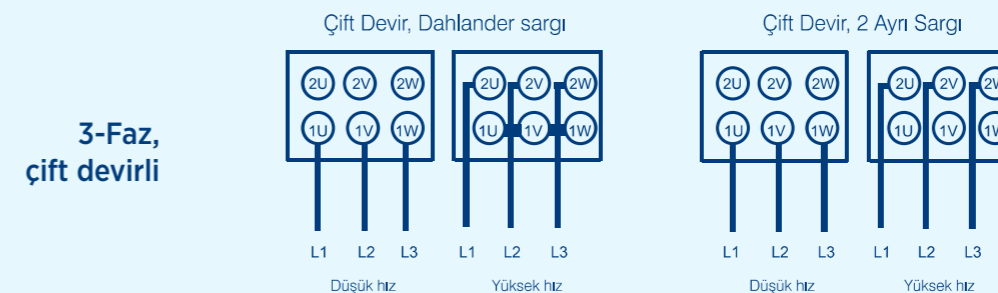 3-Faz,
çift devirli
Çift Devir, Dahlander sargı
2U 2V 2W
1U 1V 1W
L1 L2 L3
Düşük hız
2U 2V 2W
1U 1V 1W
L1 L2 L3
Yüksek hız
Çift Devir, 2 Ayrı Sargı
2U 2V 2W
1U 1V 1W
L1 L2 L3
Düşük hız
2U 2V 2W
1U 1V 1W
L1 L2 L3
Yüksek hız